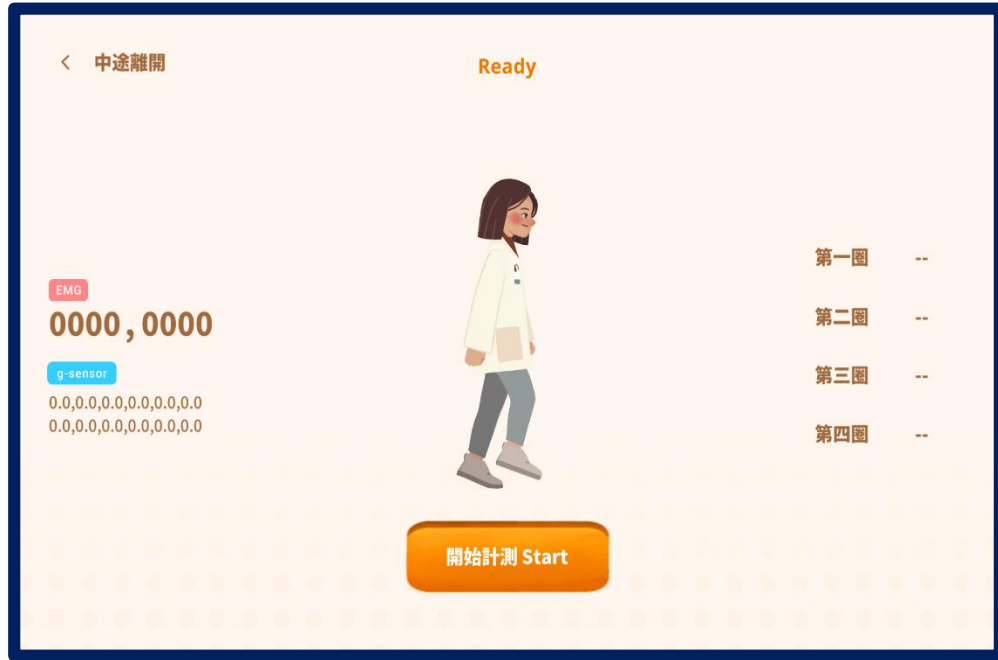 中途離開
Ready
EMG
0000,0000
g-sensor
0.0,0.0,0.0,0.0,0.0,0.0
0.0,0.0,0.0,0.0,0.0,0.0
第一圈 --
第二圈 --
第三圈 --
第四圈 --
開始計測 Start